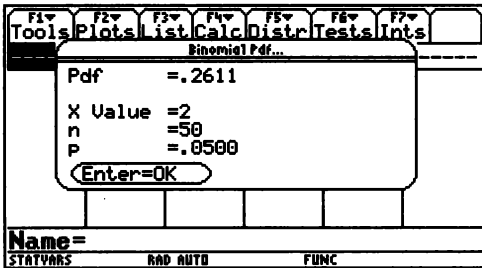 F1 F2 F3 F4 F5 F6 F7
Tools Plots List Calc Distr Tests Ints
Binomial Pdf...
Pdf =.2611
X Value =2
n =50
p =.0500
Enter=OK
Name=
STATVARS RAD AUTO FUNC